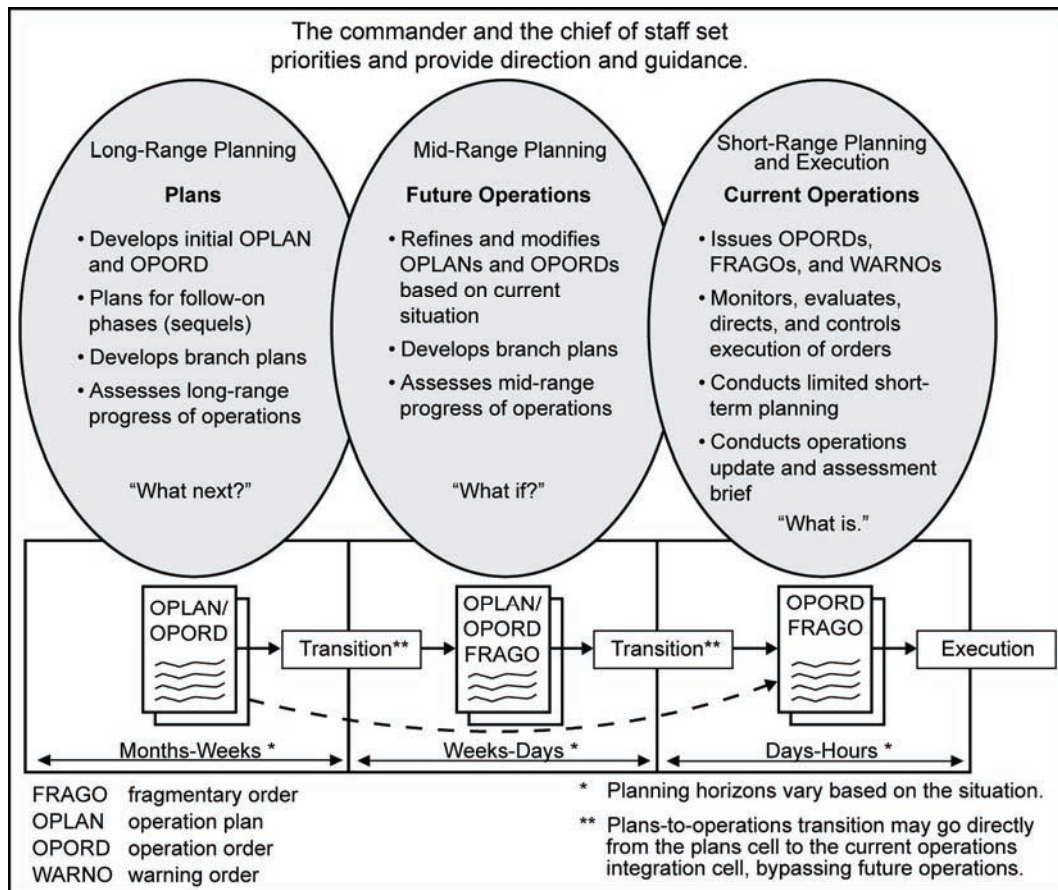 The commander and the chief of staff set
priorities and provide direction and guidance.
Long-Range Planning
Plans
• Develops initial OPLAN
and OPORD
• Plans for follow-on
phases (sequels)
• Develops branch plans
• Assesses long-range
progress of operations
“What next?”
Mid-Range Planning
Future Operations
• Refines and modifies
OPLANs and OPORDs
based on current
situation
• Develops branch plans
• Assesses mid-range
progress of operations
“What if?”
Short-Range Planning
and Execution
Current Operations
• Issues OPORDs,
FRAGOs, and WARNOs
• Monitors, evaluates,
directs, and controls
execution of orders
• Conducts limited short-
term planning
• Conducts operations
update and assessment
brief
“What is.”
OPLAN/
OPORD
Transition**
OPLAN/
OPORD
FRAGO
Transition**
OPORD
FRAGO
Execution
Months-Weeks *
Weeks-Days *
Days-Hours *
FRAGO fragmentary order
OPLAN operation plan
OPORD operation order
WARNO warning order
* Planning horizons vary based on the situation.
** Plans-to-operations transition may go directly
from the plans cell to the current operations
integration cell, bypassing future operations.